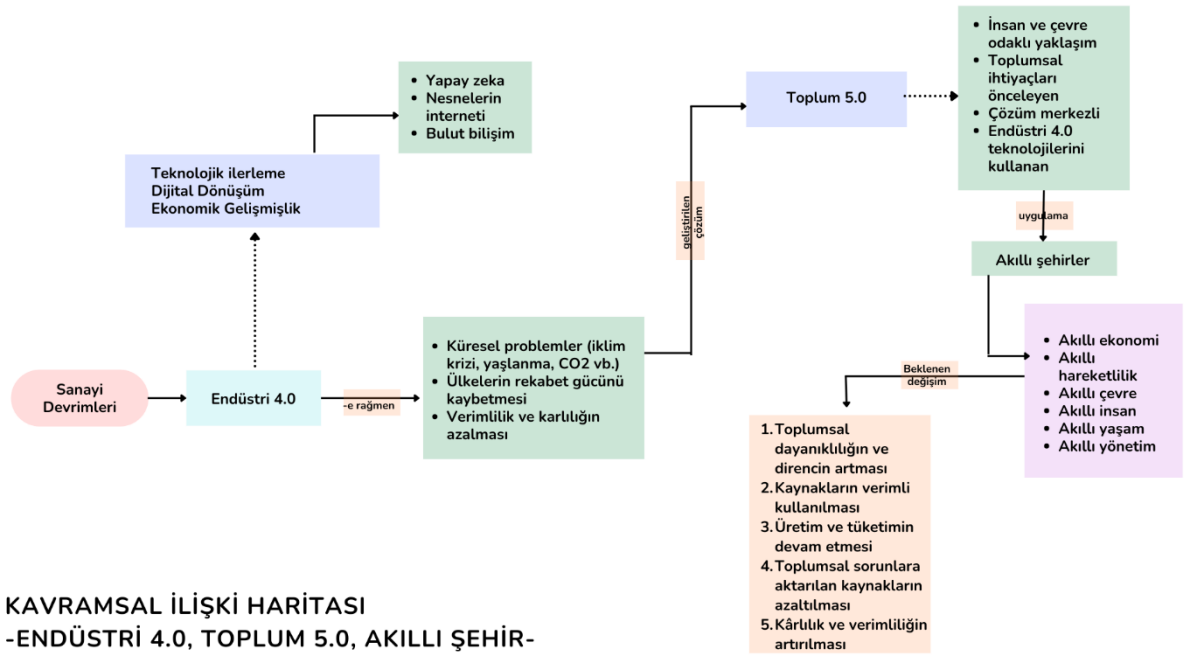 Sanayi
Devrimleri
Endüstri 4.0
Teknolojik ilerleme
Dijital Dönüşüm
Ekonomik Gelişmişlik
• Yapay zeka
• Nesnelerin
interneti
• Bulut bilişim
-e rağmen
• Küresel problemler (iklim
krizi, yaşlanma, CO2 vb.)
• Ülkelerin rekabet gücünü
kaybetmesi
• Verimlilik ve karlılığın
azalması
geliştirilen
çözüm
Toplum 5.0
• İnsan ve çevre
odaklı yaklaşım
• Toplumsal
ihtiyaçları
önceleyen
• Çözüm merkezli
• Endüstri 4.0
teknolojilerini
kullanan
uygulama
Akıllı şehirler
• Akıllı ekonomi
• Akıllı
hareketlilik
• Akıllı çevre
• Akıllı insan
• Akıllı yaşam
• Akıllı yönetim
Beklenen
değişim
1. Toplumsal
dayanıklılığın ve
direncin artması
2. Kaynakların verimli
kullanılması
3. Üretim ve tüketimin
devam etmesi
4. Toplumsal sorunlara
aktarılan kaynakların
azaltılması
5. Kârlılık ve verimliliğin
artırılması
KAVRAMSAL İLİŞKİ HARİTASI
-ENDÜSTRİ 4.0, TOPLUM 5.0, AKILLI ŞEHİR-